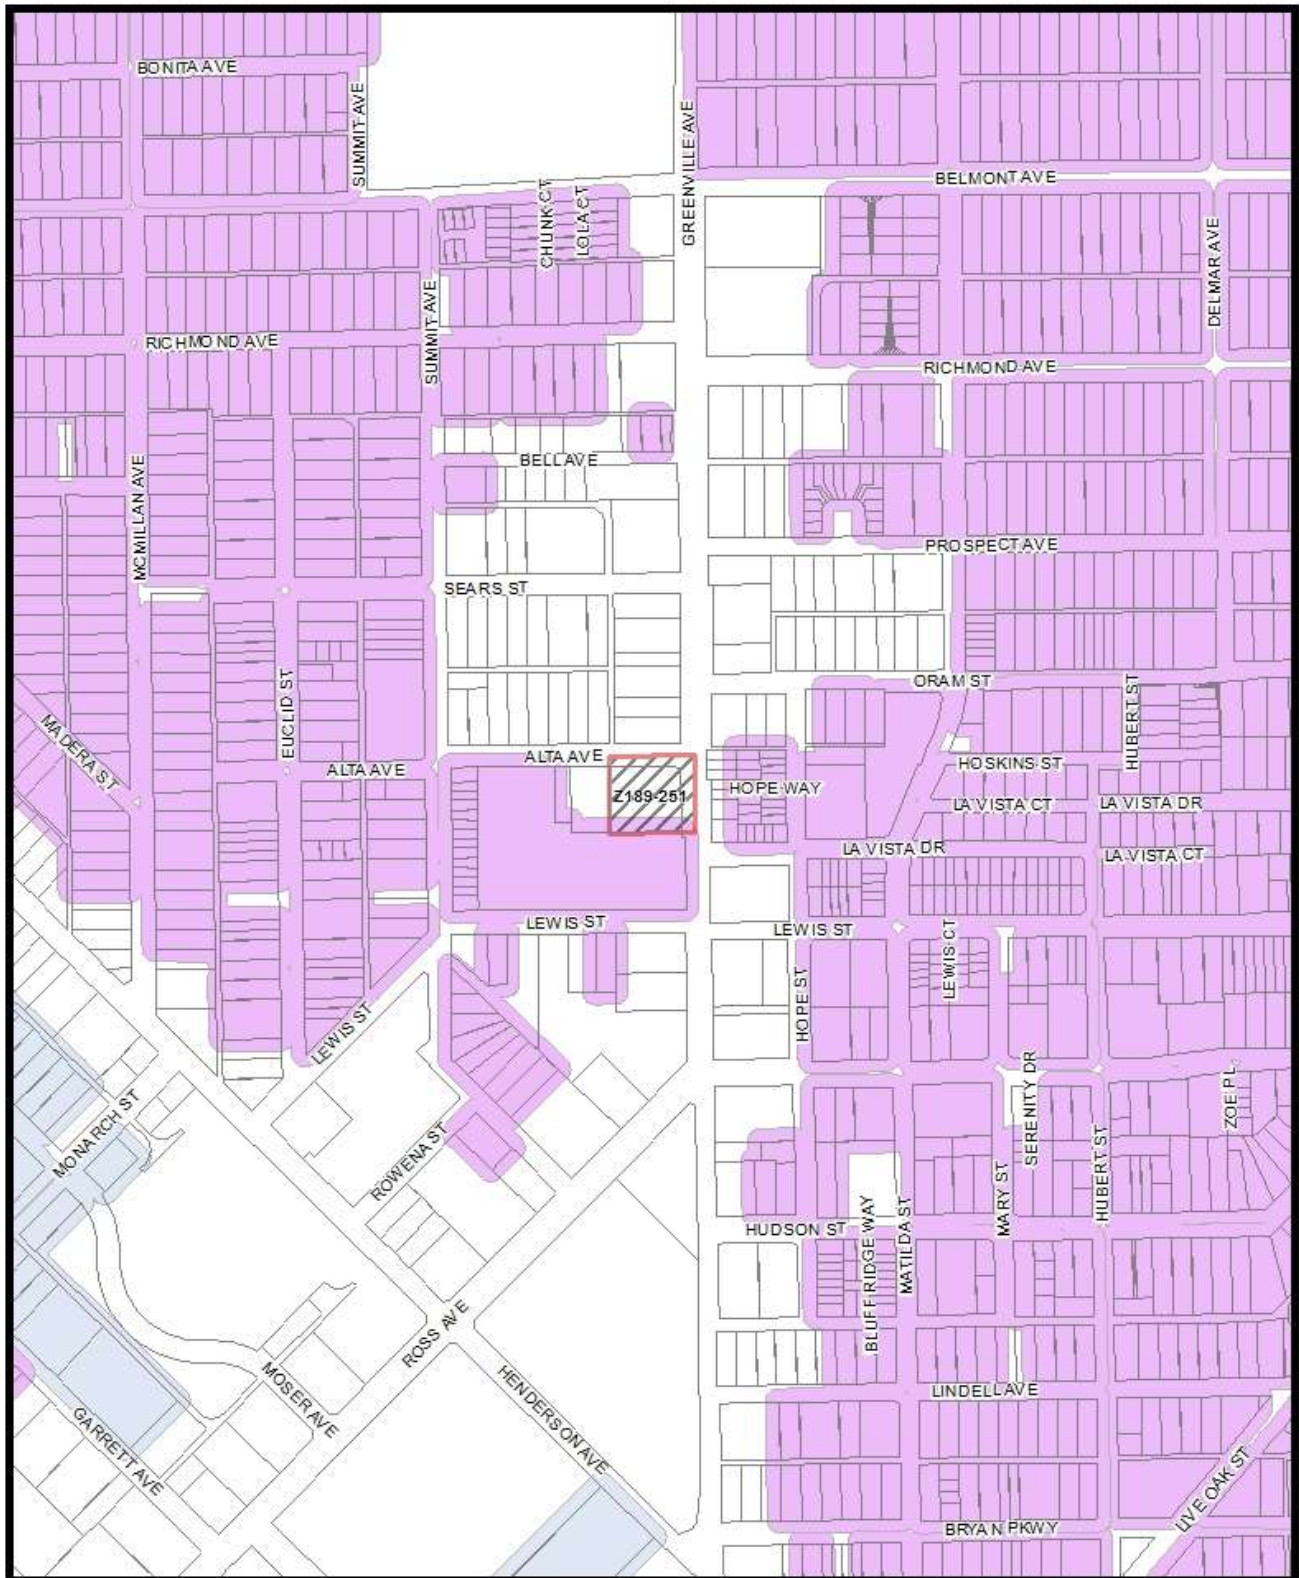 BONITA AVE
SUMMIT AVE
GREENVILLE AVE
BELMONT AVE
CHUNK CT
LOLA CT
DELMAR AVE
SUMMIT AVE
RICHMOND AVE
RICHMOND AVE
BELL AVE
MCMILLAN AVE
PROSPECT AVE
SEARS ST
ORAM ST
EUCLID ST
HUBERT ST
MADERA ST
ALTA AVE
ALTA AVE
HOSKINS ST
Z189-251
HOPE WAY
LA VISTA CT
LA VISTA DR
LA VISTA DR
LA VISTA CT
LEWIS ST
LEWIS ST
LEWIS CT
HOPE ST
LEWIS ST
SERENITY DR
ZOE PL
MONARCH ST
ROWENA ST
MARY ST
HUBERT ST
HUDSON ST
BLUFF RIDGE WAY
MATILDA ST
ROSS AVE
MOSER AVE
HENDERSON AVE
LINDELL AVE
GARRETT AVE
LIVE OAK ST
BRYAN PKWY